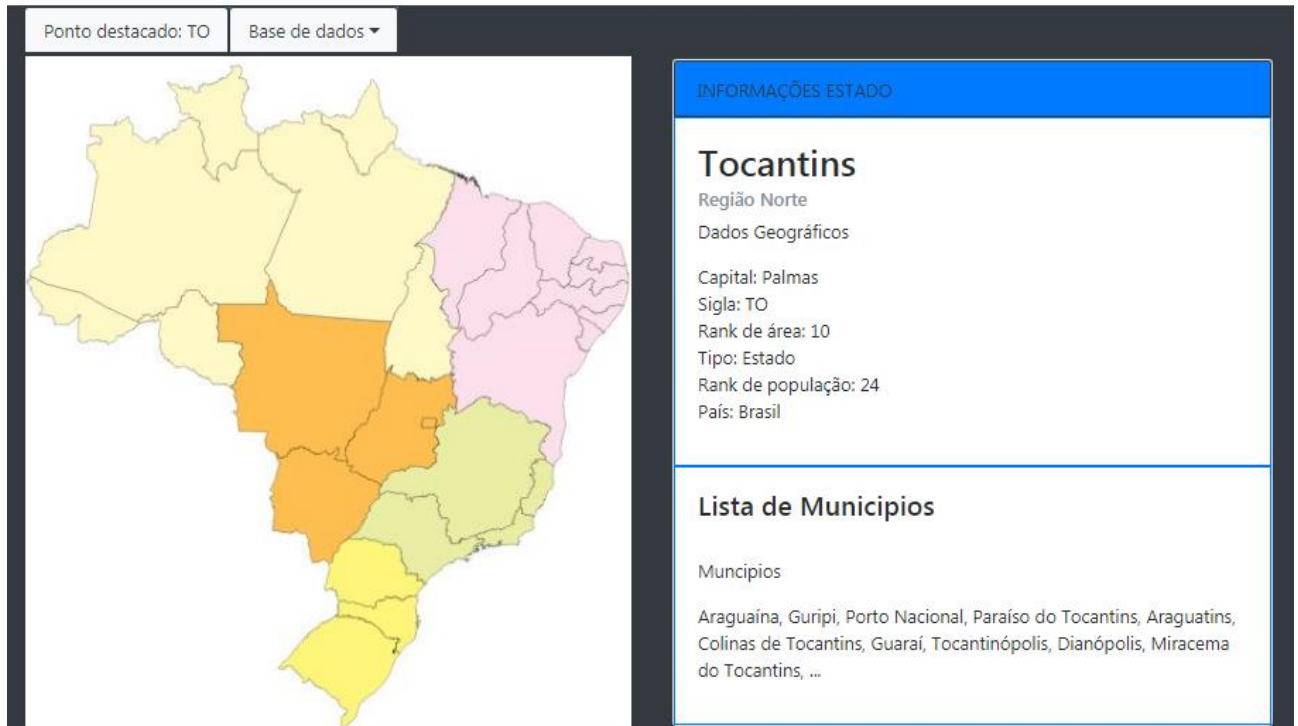 Ponto destacado: TO
Base de dados
INFORMAÇÕES ESTADO
Tocantins
Região Norte
Dados Geográficos
Capital: Palmas
Sigla: TO
Rank de área: 10
Tipo: Estado
Rank de população: 24
País: Brasil
Lista de Municipios
Muncipios
Araguaína, Guripi, Porto Nacional, Paraíso do Tocantins, Araguatins,
Colinas de Tocantins, Guaraí, Tocantinópolis, Dianópolis, Miracema
do Tocantins, ...